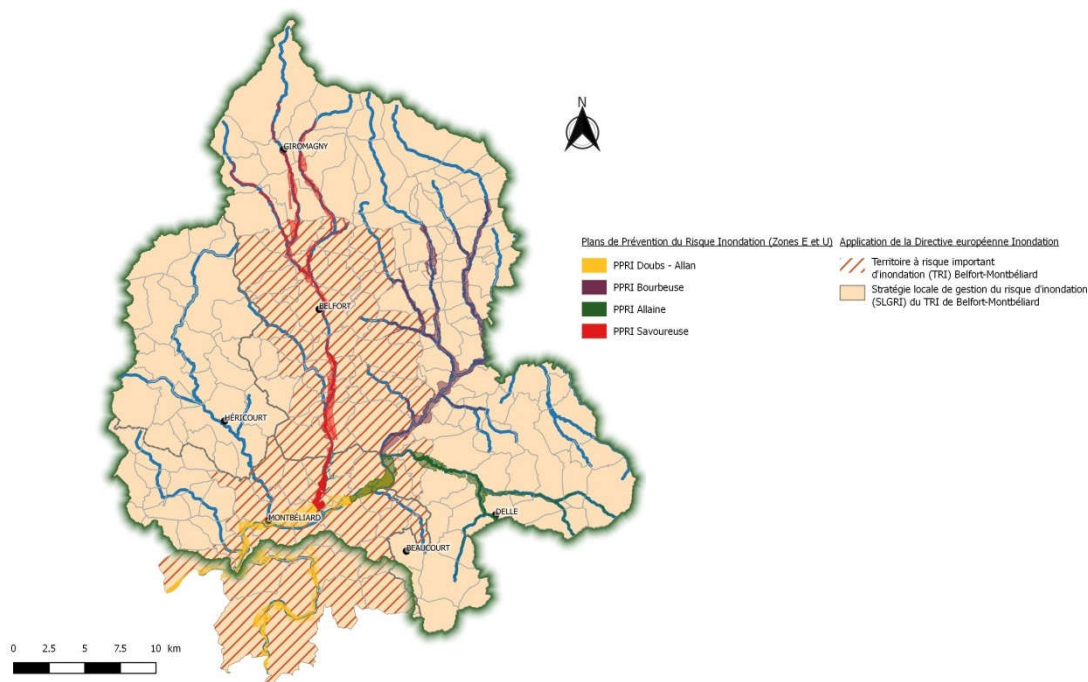 N
GIROMAGNY
BELFORT
HÉRICOURT
MONTBÉLIARD
DELLE
BEAUCOURT
Plans de Prévention du Risque Inondation (Zones E et U)
PPRI Doubs - Allan
PPRI Bourbeuse
PPRI Allaine
PPRI Savoureuse
Application de la Directive européenne Inondation
Territoire à risque important
d'inondation (TRI) Belfort-Montbéliard
Stratégie locale de gestion du risque d'inondation
(SLGRI) du TRI de Belfort-Montbéliard
0 2.5 5 7.5 10 km